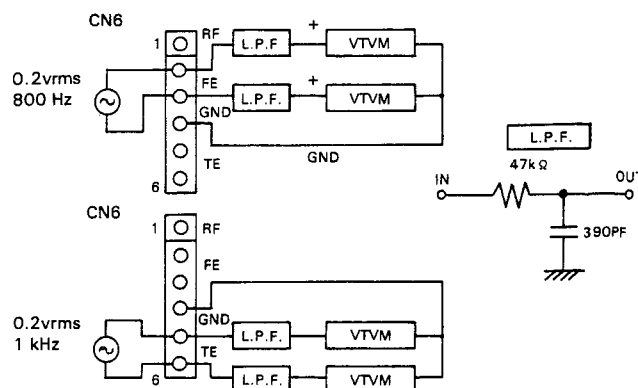 CN6
1
RF
L.P.F
+
VTVM
0.2vrms
800 Hz
FE
L.P.F.
+
VTVM
GND
GND
TE
6
L.P.F.
47kΩ
IN
OUT
390PF
CN6
1
RF
FE
GND
0.2vrms
1 kHz
L.P.F.
VTVM
TE
6
L.P.F.
VTVM